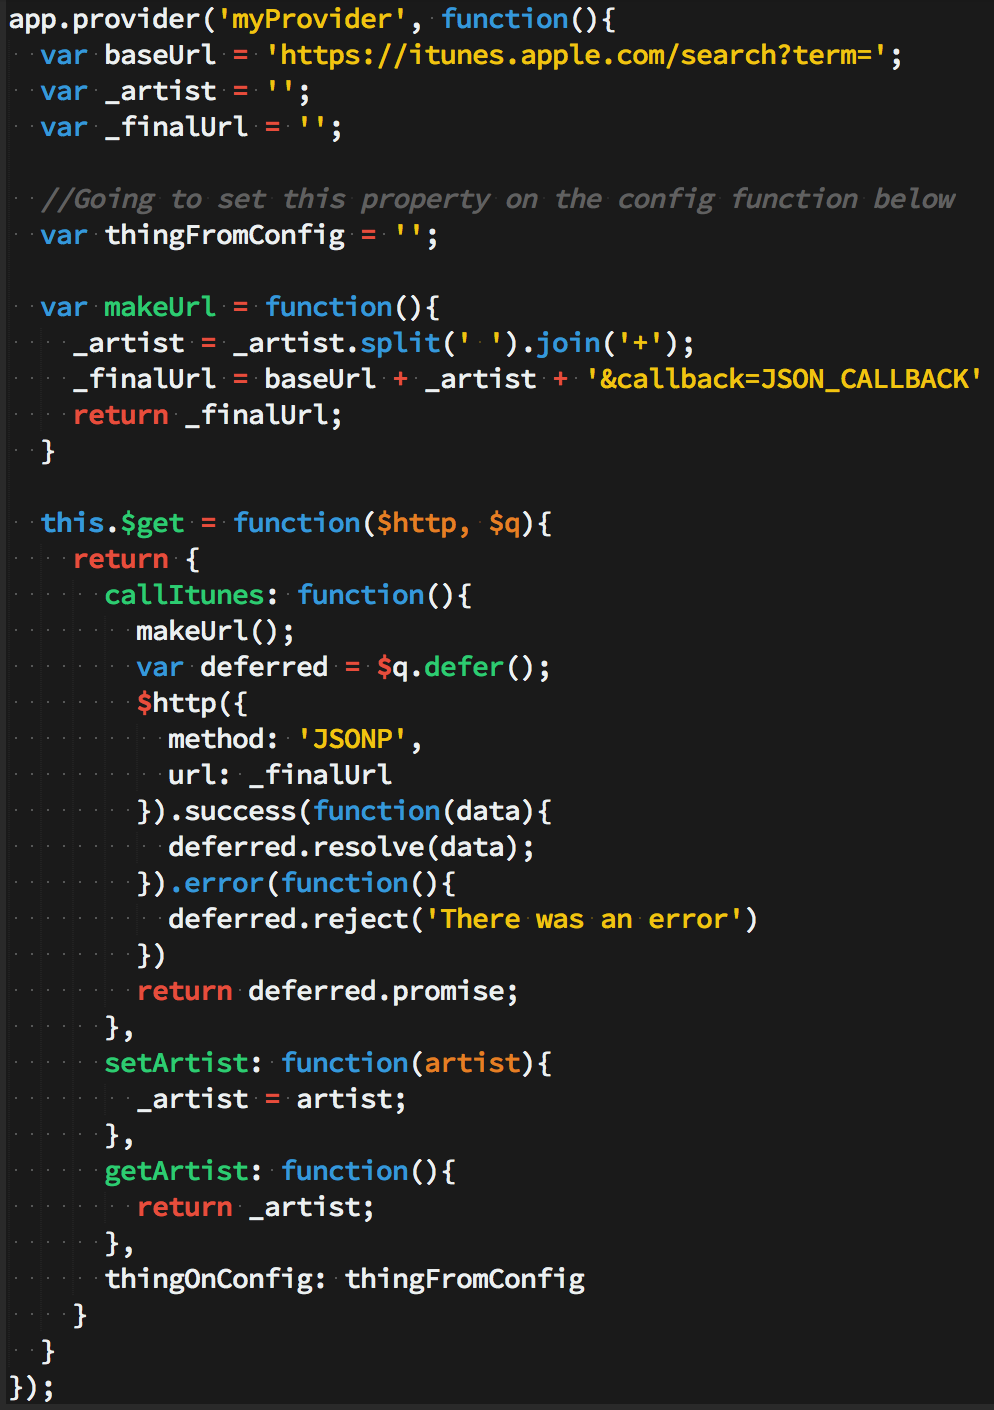 app.provider('myProvider', function(){
  var baseUrl = 'https://itunes.apple.com/search?term=';
  var _artist = '';
  var _finalUrl = '';

  //Going to set this property on the config function below
  var thingFromConfig = '';

  var makeUrl = function(){
    _artist = _artist.split(' ').join('+');
    _finalUrl = baseUrl + _artist + '&callback=JSON_CALLBACK'
    return _finalUrl;
  }

  this.$get = function($http, $q){
    return {
      callItunes: function(){
        makeUrl();
        var deferred = $q.defer();
        $http({
          method: 'JSONP',
          url: _finalUrl
        }).success(function(data){
          deferred.resolve(data);
        }).error(function(){
          deferred.reject('There was an error')
        })
        return deferred.promise;
      },
      setArtist: function(artist){
        _artist = artist;
      },
      getArtist: function(){
        return _artist;
      },
      thingOnConfig: thingFromConfig
    }
  }
});